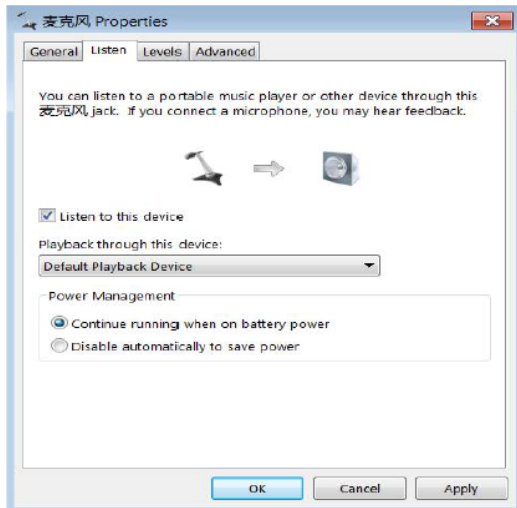 麦克风 Properties
General Listen Levels Advanced
You can listen to a portable music player or other device through this
麦克风 jack. If you connect a microphone, you may hear feedback.
Listen to this device
Playback through this device:
Default Playback Device
Power Management
Continue running when on battery power
Disable automatically to save power
OK Cancel Apply